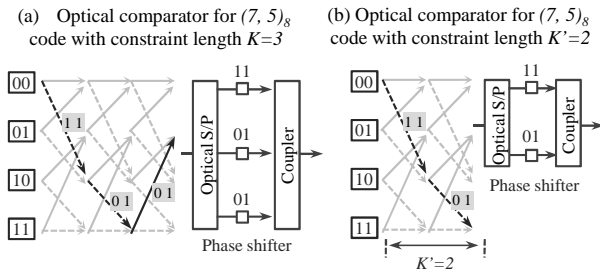 (a) Optical comparator for (7, 5)8
code with constraint length K=3
00
01
10
11
1 1
0 1
0 1
Optical S/P
11
01
01
Coupler
Phase shifter
(b) Optical comparator for (7, 5)8
code with constraint length K’=2
00
01
10
11
1 1
0 1
K’=2
Optical S/P
11
01
Coupler
Phase shifter